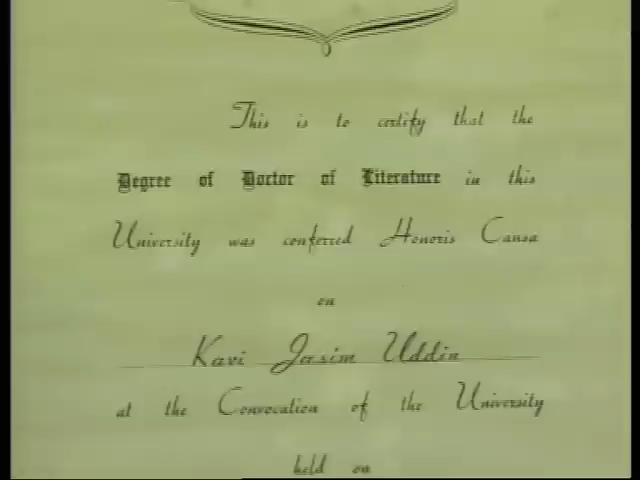 This is to certify that the
Degree of Doctor of Literature in this
University was conferred Honoris Cansa
on
Kavi Jasim Uddin
at the Convocation of the University
held on